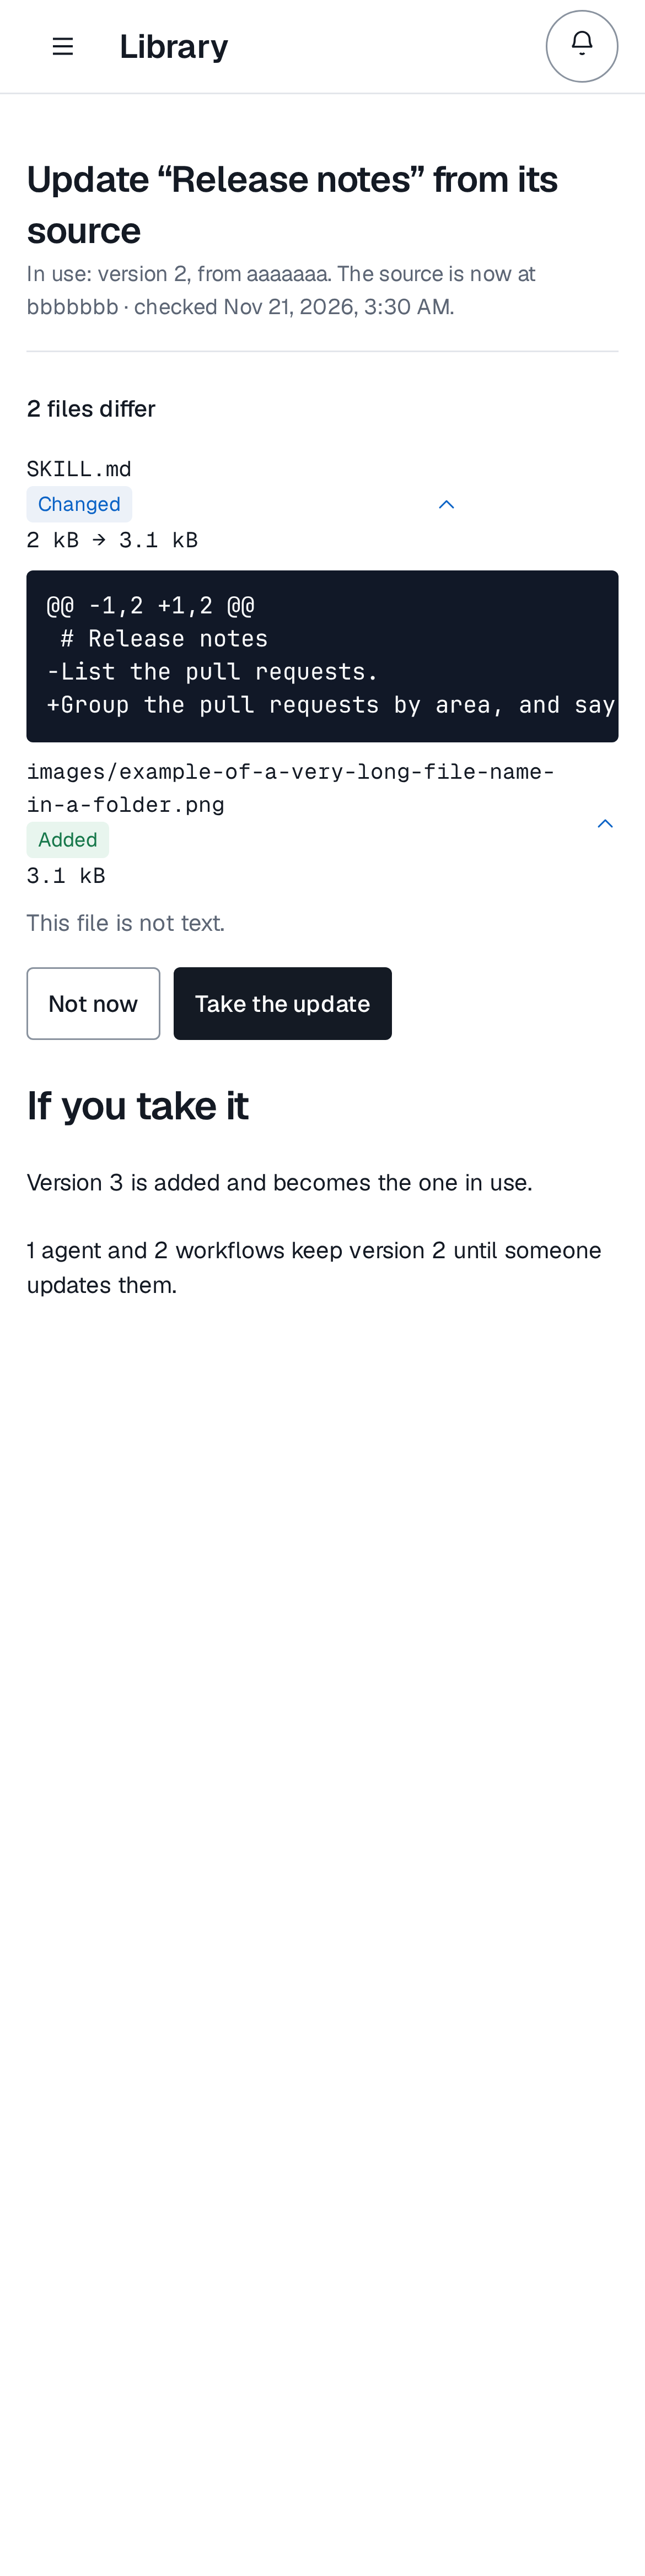 Library
Update “Release notes” from its
source
In use: version 2, from aaaaaaa. The source is now at
bbbbbbb · checked Nov 21, 2026, 3:30 AM.
2 files differ
SKILL.md
Changed
2 kB → 3.1 kB
@@ -1,2 +1,2 @@
 # Release notes
-List the pull requests.
+Group the pull requests by area, and say
images/example-of-a-very-long-file-name-
in-a-folder.png
Added
3.1 kB
This file is not text.
Not now
Take the update
If you take it
Version 3 is added and becomes the one in use.
1 agent and 2 workflows keep version 2 until someone
updates them.